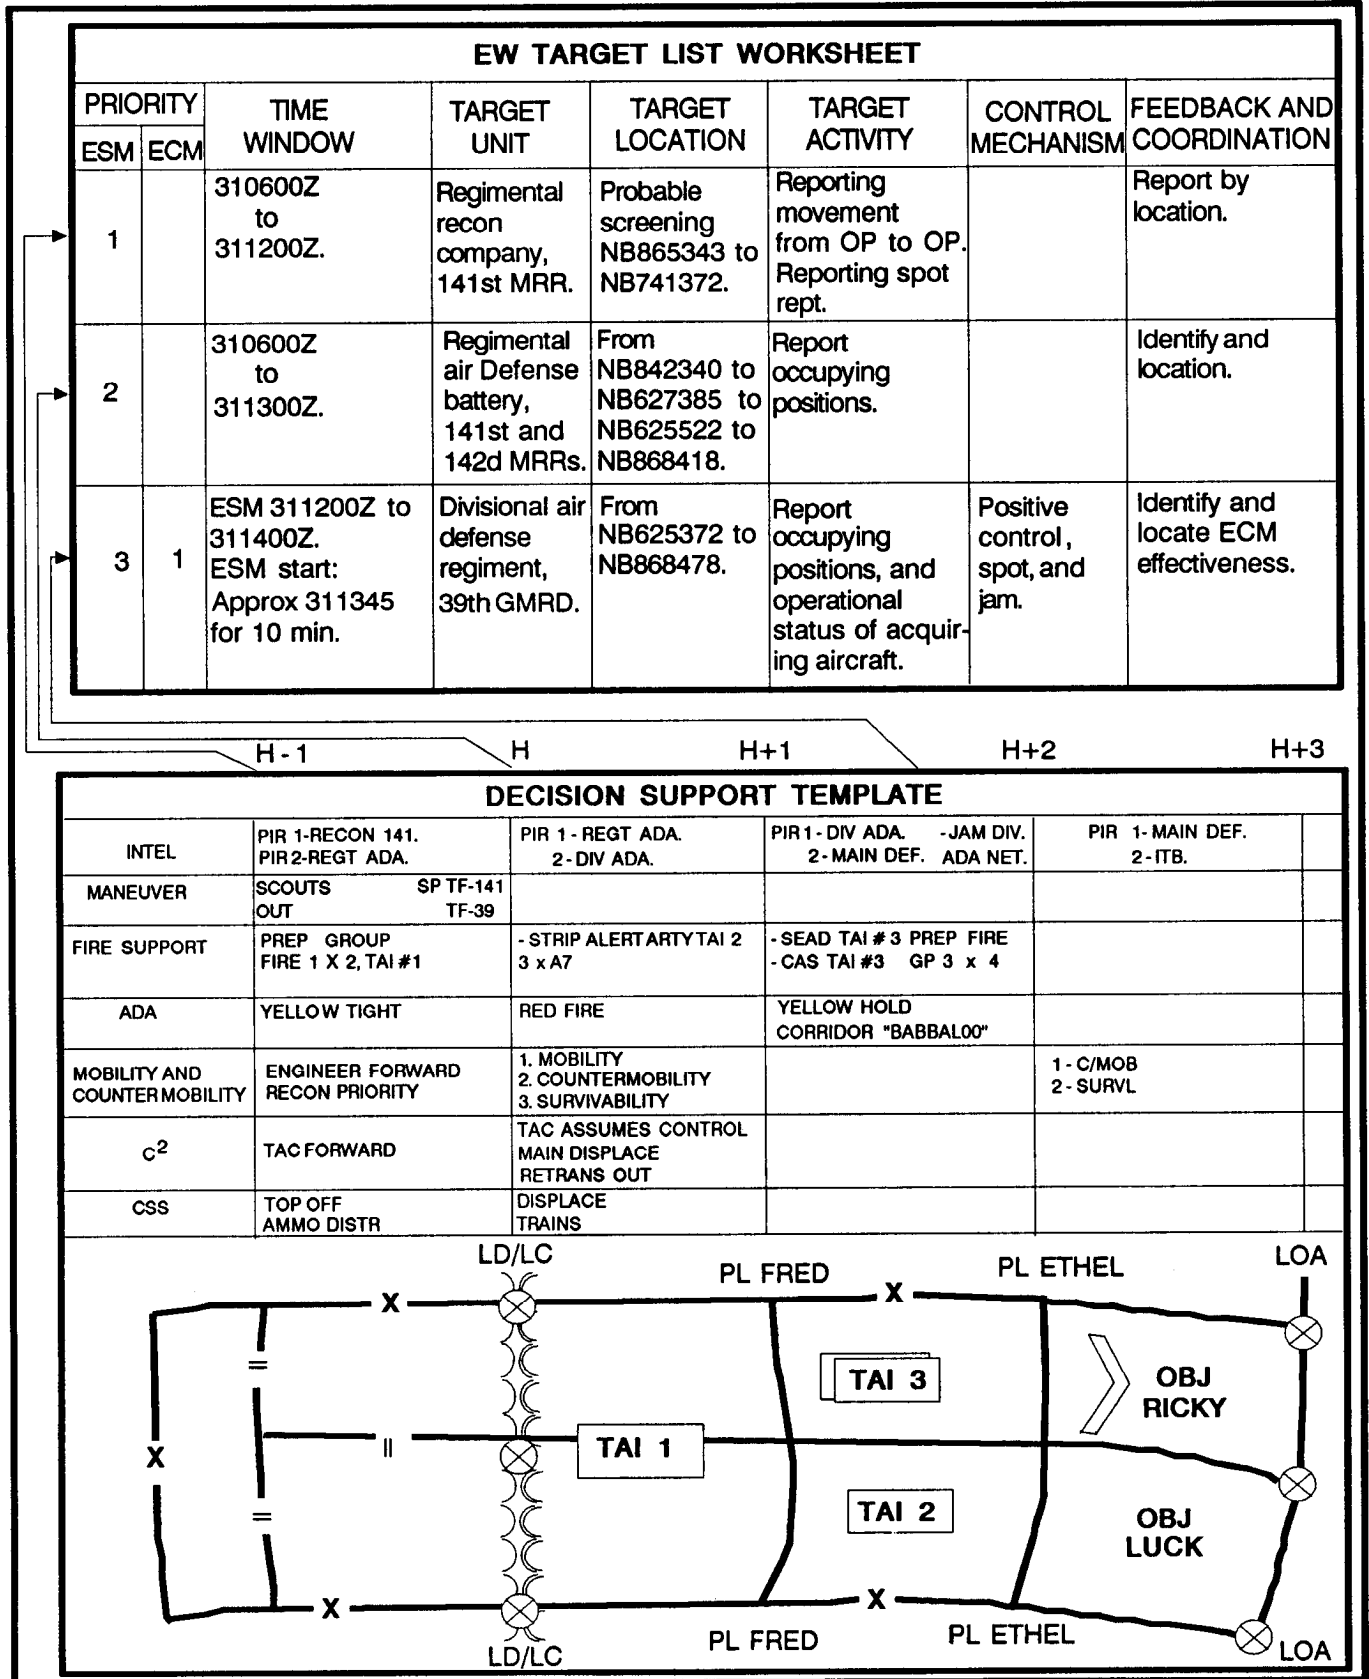 EW TARGET LIST WORKSHEET
PRIORITY
ESM ECM
TIME
WINDOW
TARGET
UNIT
TARGET
LOCATION
TARGET
ACTIVITY
CONTROL
MECHANISM
FEEDBACK AND
COORDINATION
1
310600Z
to
311200Z.
Regimental
recon
company,
141st MRR.
Probable
screening
NB865343 to
NB741372.
Reporting
movement
from OP to OP.
Reporting spot
rept.
Report by
location.
2
310600Z
to
311300Z.
Regimental
air Defense
battery,
141st and
142d MRRs.
From
NB842340 to
NB627385 to
NB625522 to
NB868418.
Report
occupying
positions.
Identify and
location.
3 1
ESM 311200Z to
311400Z.
ESM start:
Approx 311345
for 10 min.
Divisional air
defense
regiment,
39th GMRD.
From
NB625372 to
NB868478.
Report
occupying
positions, and
operational
status of acquir-
ing aircraft.
Positive
control,
spot, and
jam.
Identify and
locate ECM
effectiveness.
H - 1 H H+1 H+2 H+3
DECISION SUPPORT TEMPLATE
INTEL
PIR 1-RECON 141.
PIR 2-REGT ADA.
PIR 1 - REGT ADA.
2 - DIV ADA.
PIR 1 - DIV ADA. - JAM DIV.
2 - MAIN DEF. ADA NET.
PIR 1 - MAIN DEF.
2 - ITB.
MANEUVER
SCOUTS SP TF-141
OUT TF-39
FIRE SUPPORT
PREP GROUP
FIRE 1 X 2, TAI #1
- STRIP ALERT ARTY TAI 2
3 x A7
- SEAD TAI # 3 PREP FIRE
- CAS TAI #3 GP 3 x 4
ADA
YELLOW TIGHT
RED FIRE
YELLOW HOLD
CORRIDOR "BABBAL00"
MOBILITY AND
COUNTER MOBILITY
ENGINEER FORWARD
RECON PRIORITY
1. MOBILITY
2. COUNTERMOBILITY
3. SURVIVABILITY
1 - C/MOB
2 - SURVL
C2
TAC FORWARD
TAC ASSUMES CONTROL
MAIN DISPLACE
RETRANS OUT
CSS
TOP OFF
AMMO DISTR
DISPLACE
TRAINS
LD/LC
PL FRED
PL ETHEL
LOA
X
X
TAI 3
OBJ
RICKY
X
TAI 1
TAI 2
OBJ
LUCK
X
X
LD/LC
PL FRED
PL ETHEL
LOA